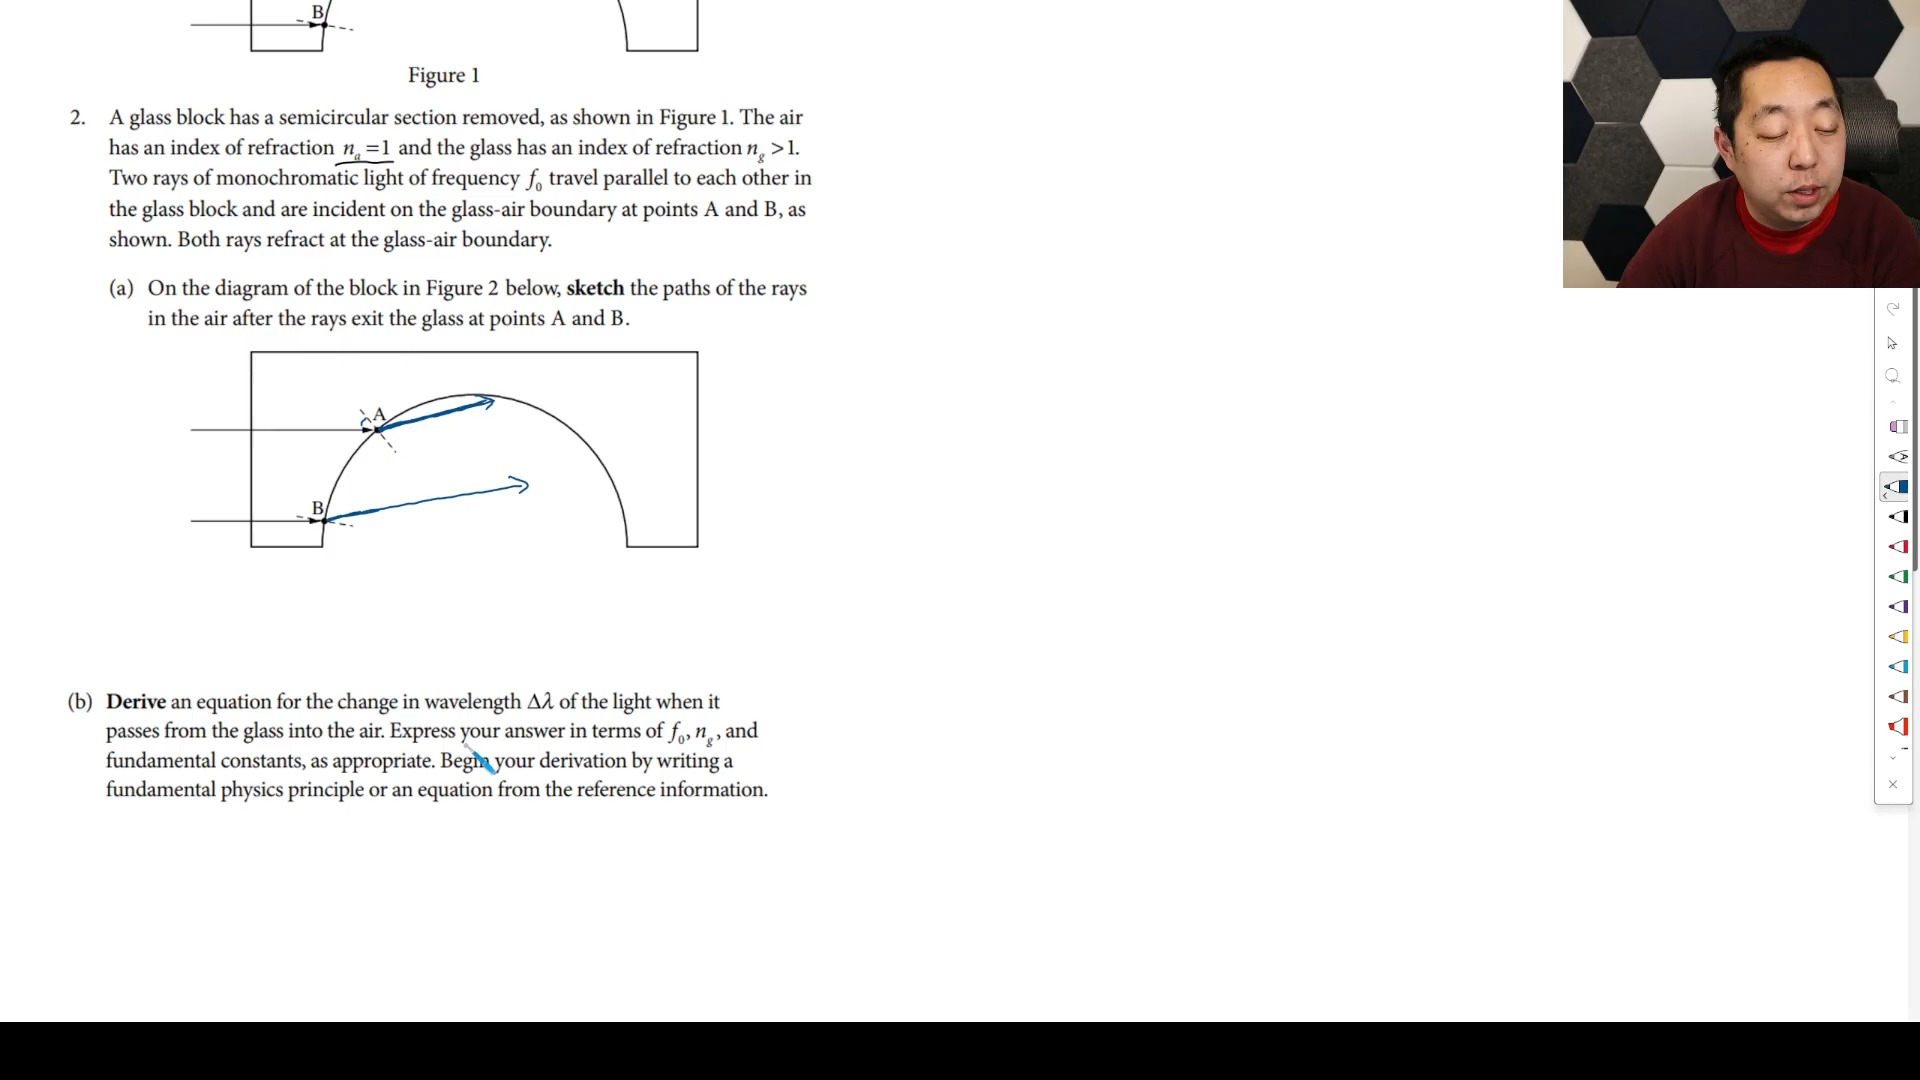 B
Figure 1
2. A glass block has a semicircular section removed, as shown in Figure 1. The air
has an index of refraction nₐ =1 and the glass has an index of refraction n_g >1.
Two rays of monochromatic light of frequency f₀ travel parallel to each other in
the glass block and are incident on the glass-air boundary at points A and B, as
shown. Both rays refract at the glass-air boundary.
(a) On the diagram of the block in Figure 2 below, sketch the paths of the rays
in the air after the rays exit the glass at points A and B.
A
B
(b) Derive an equation for the change in wavelength Δλ of the light when it
passes from the glass into the air. Express your answer in terms of f₀, n_g, and
fundamental constants, as appropriate. Begin your derivation by writing a
fundamental physics principle or an equation from the reference information.